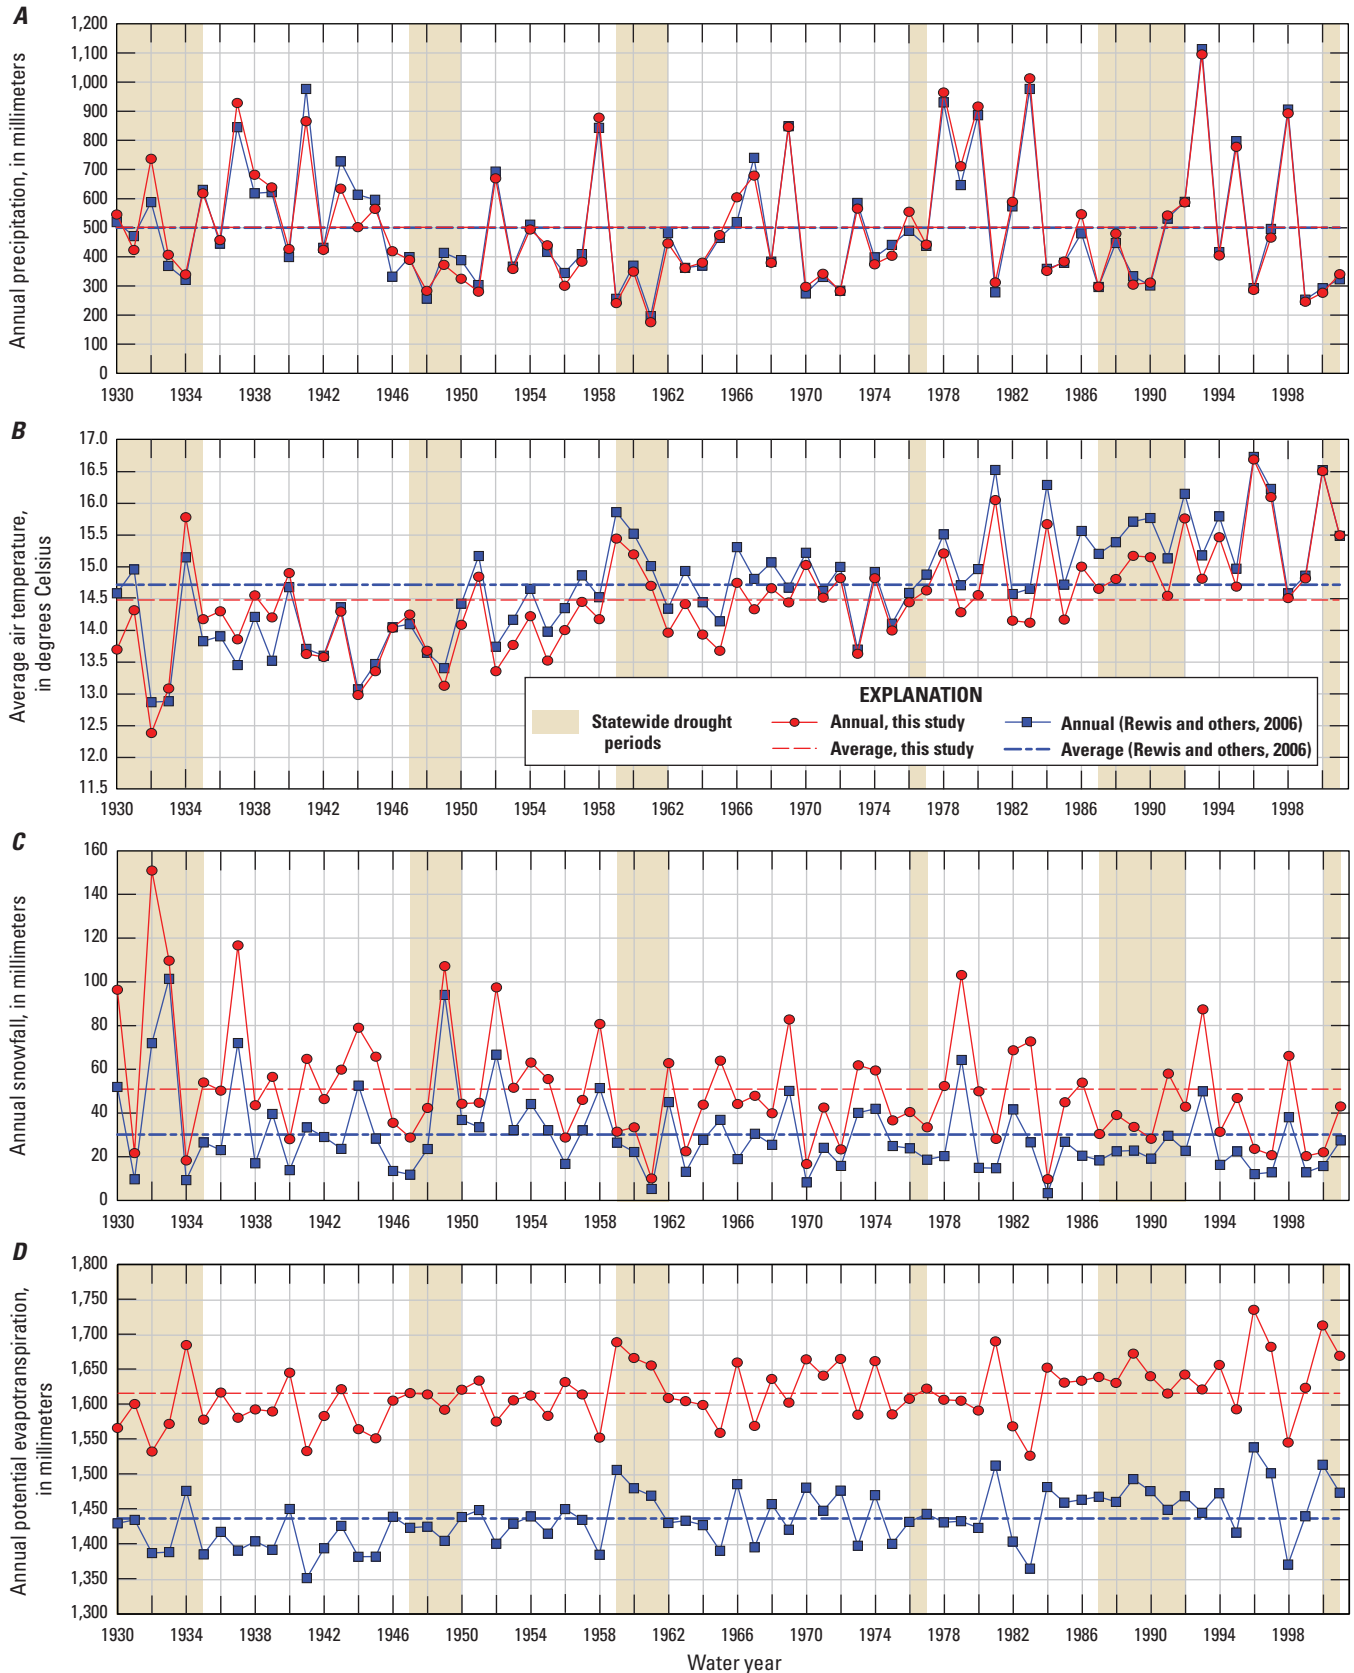 A
Annual precipitation, in millimeters
1,200
1,100
1,000
900
800
700
600
500
400
300
200
100
0
1930 1934 1938 1942 1946 1950 1954 1958 1962 1966 1970 1974 1978 1982 1986 1990 1994 1998
B
Average air temperature,
in degrees Celsius
17.0
16.5
16.0
15.5
15.0
14.5
14.0
13.5
13.0
12.5
12.0
11.5
EXPLANATION
Statewide drought
periods
Annual, this study
Average, this study
Annual (Rewis and others, 2006)
Average (Rewis and others, 2006)
1930 1934 1938 1942 1946 1950 1954 1958 1962 1966 1970 1974 1978 1982 1986 1990 1994 1998
C
Annual snowfall, in millimeters
160
140
120
100
80
60
40
20
0
1930 1934 1938 1942 1946 1950 1954 1958 1962 1966 1970 1974 1978 1982 1986 1990 1994 1998
D
Annual potential evapotranspiration,
in millimeters
1,800
1,750
1,700
1,650
1,600
1,550
1,500
1,450
1,400
1,350
1,300
1930 1934 1938 1942 1946 1950 1954 1958 1962 1966 1970 1974 1978 1982 1986 1990 1994 1998
Water year